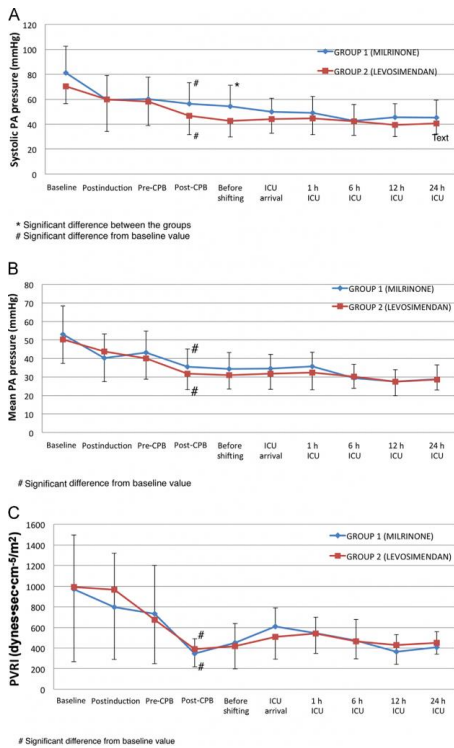 A
Systolic PA pressure (mmHg)
120
100
80
60
40
20
0
#
*
#
GROUP 1 (MILRINONE)
GROUP 2 (LEVOSIMENDAN)
Text
Baseline Postinduction Pre-CPB Post-CPB Before shifting ICU arrival 1 h ICU 6 h ICU 12 h ICU 24 h ICU
* Significant difference between the groups
# Significant difference from baseline value
B
Mean PA pressure (mmHg)
80
70
60
50
40
30
20
10
0
#
#
GROUP 1 (MILRINONE)
GROUP 2 (LEVOSIMENDAN)
Baseline Postinduction Pre-CPB Post-CPB Before shifting ICU arrival 1 h ICU 6 h ICU 12 h ICU 24 h ICU
# Significant difference from baseline value
C
PVRI (dynes•sec•cm-5/m2)
1600
1400
1200
1000
800
600
400
200
0
#
#
GROUP 1 (MILRINONE)
GROUP 2 (LEVOSIMENDAN)
Baseline Postinduction Pre-CPB Post-CPB Before shifting ICU arrival 1 h ICU 6 h ICU 12 h ICU 24 h ICU
# Significant difference from baseline value